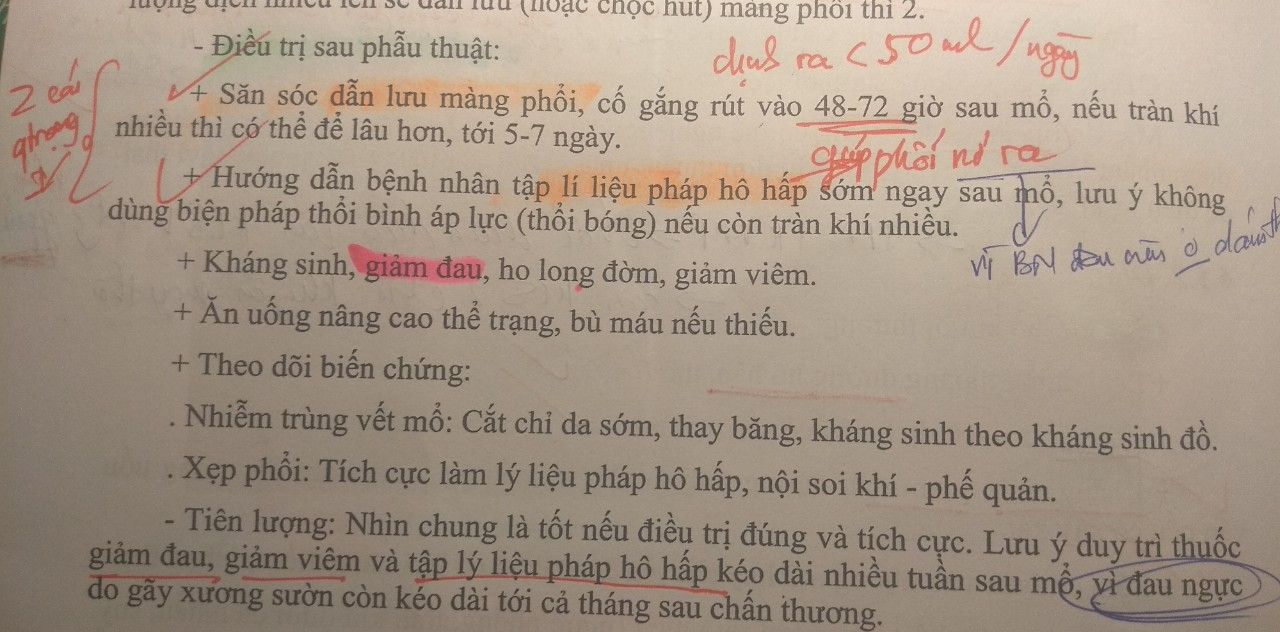 lượng dịch nhiều lên sẽ dẫn lưu (hoặc chọc hút) màng phổi thì 2.
- Điều trị sau phẫu thuật:
dịch ra < 50 ml / ngày
2 cái
+ Săn sóc dẫn lưu màng phổi, cố gắng rút vào 48-72 giờ sau mổ, nếu tràn khí
nhiều thì có thể để lâu hơn, tới 5-7 ngày.
giúp phổi nở ra
+ Hướng dẫn bệnh nhân tập lí liệu pháp hô hấp sớm ngay sau mổ, lưu ý không
dùng biện pháp thổi bình áp lực (thổi bóng) nếu còn tràn khí nhiều.
vì BN đau nên o dám
+ Kháng sinh, giảm đau, ho long đờm, giảm viêm.
+ Ăn uống nâng cao thể trạng, bù máu nếu thiếu.
+ Theo dõi biến chứng:
. Nhiễm trùng vết mổ: Cắt chỉ da sớm, thay băng, kháng sinh theo kháng sinh đồ.
. Xẹp phổi: Tích cực làm lý liệu pháp hô hấp, nội soi khí - phế quản.
- Tiên lượng: Nhìn chung là tốt nếu điều trị đúng và tích cực. Lưu ý duy trì thuốc
giảm đau, giảm viêm và tập lý liệu pháp hô hấp kéo dài nhiều tuần sau mổ, vì đau ngực
do gãy xương sườn còn kéo dài tới cả tháng sau chấn thương.